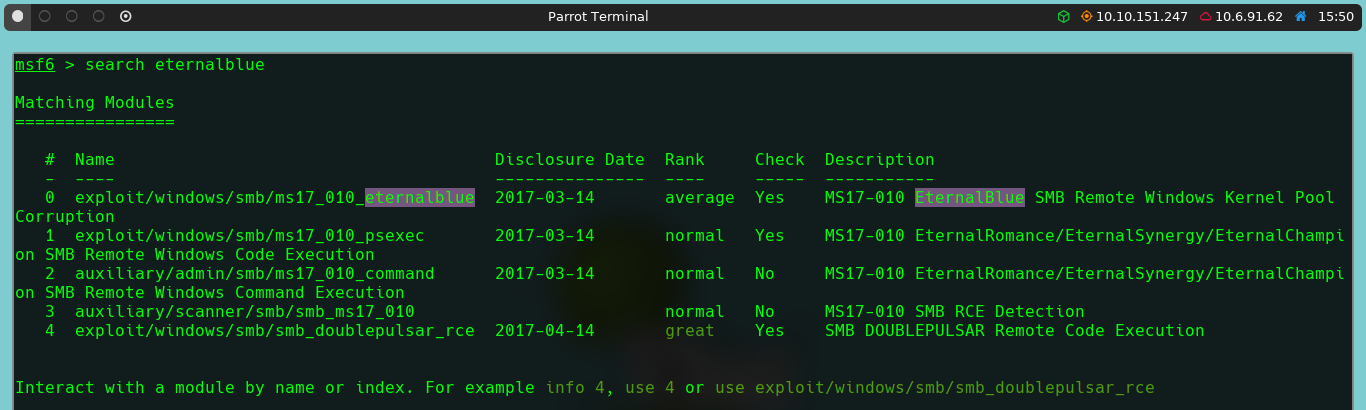 Parrot Terminal
10.10.151.247 10.6.91.62 15:50
msf6 > search eternalblue
Matching Modules
================
# Name Disclosure Date Rank Check Description
- ---- --------------- ---- ----- -----------
0 exploit/windows/smb/ms17_010_eternalblue 2017-03-14 average Yes MS17-010 EternalBlue SMB Remote Windows Kernel Pool
Corruption
1 exploit/windows/smb/ms17_010_psexec 2017-03-14 normal Yes MS17-010 EternalRomance/EternalSynergy/EternalChampi
on SMB Remote Windows Code Execution
2 auxiliary/admin/smb/ms17_010_command 2017-03-14 normal No MS17-010 EternalRomance/EternalSynergy/EternalChampi
on SMB Remote Windows Command Execution
3 auxiliary/scanner/smb/smb_ms17_010 normal No MS17-010 SMB RCE Detection
4 exploit/windows/smb/smb_doublepulsar_rce 2017-04-14 great Yes SMB DOUBLEPULSAR Remote Code Execution
Interact with a module by name or index. For example info 4, use 4 or use exploit/windows/smb/smb_doublepulsar_rce